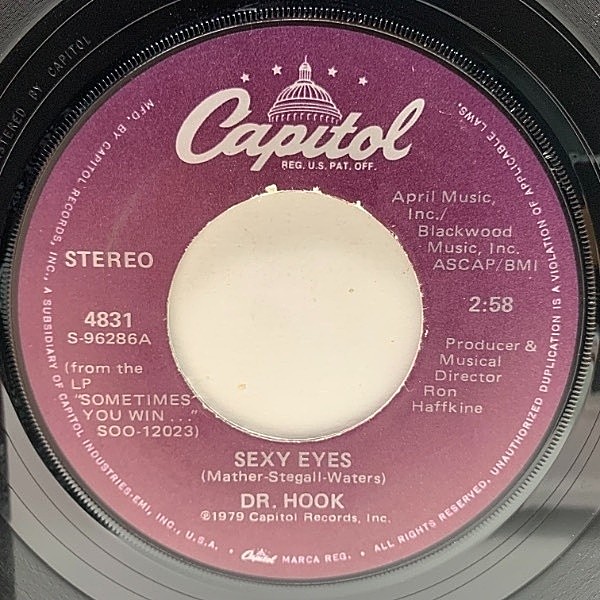 Capitol
REG. U.S. PAT. OFF.
April Music,
Inc./
Blackwood
Music, Inc.
ASCAP/BMI
STEREO
2:58
4831
S-96286A
(from the
LP
"SOMETIMES
YOU WIN . . ."
SOO-12023)
Producer &
Musical
Director
Ron
Haffkine
SEXY EYES
(Mather-Stegall-Waters)
DR. HOOK
℗1979 Capitol Records, Inc.
MFD. BY CAPITOL RECORDS, INC., A SUBSIDIARY OF CAPITOL INDUSTRIES-EMI, INC., U.S.A. • Capitol MARCA REG. • ALL RIGHTS RESERVED. UNAUTHORIZED DUPLICATION IS A VIOLATION OF APPLICABLE LAWS.
BY CAPITOL